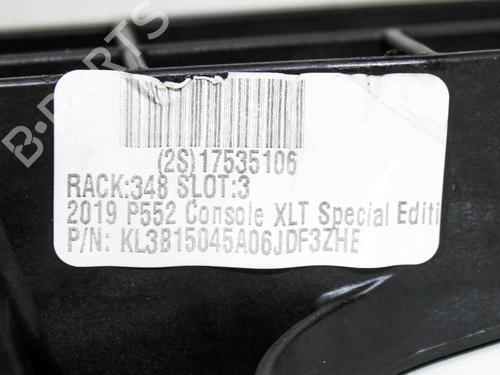 (2S)17535106
RACK:348 SLOT:3
2019 P552 Console XLT Special Editi
P/N: KL3B15045A06JDF3ZHE
B-PARTS